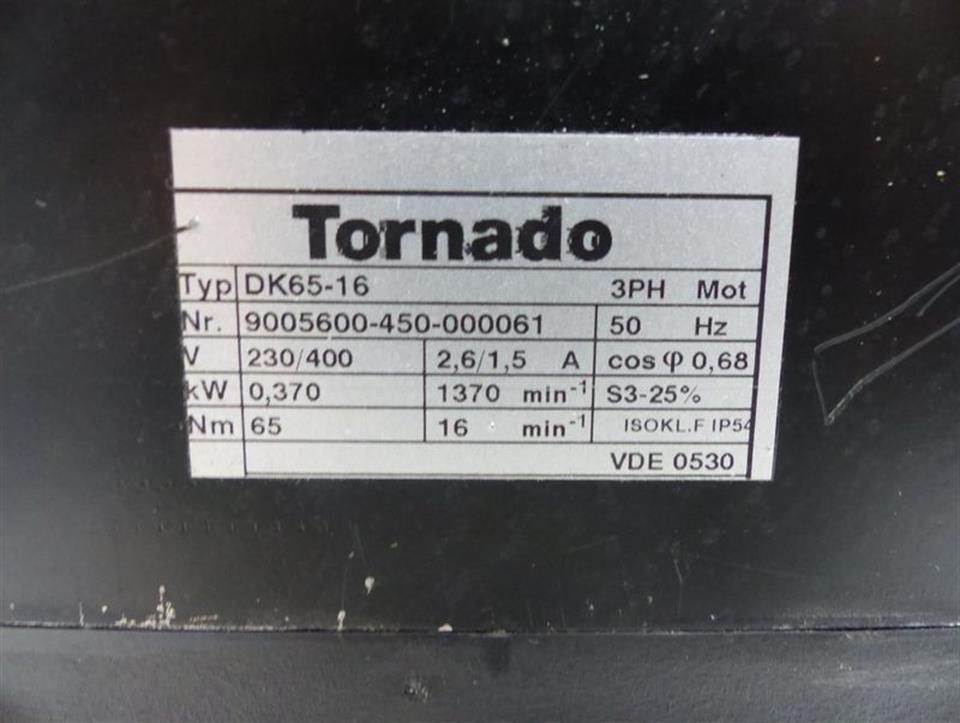 Tornado
Typ DK65-16 3PH Mot
Nr. 9005600-450-000061 50 Hz
V 230/400 2,6/1,5 A cos φ 0,68
kW 0,370 1370 min-1 S3-25%
Nm 65 16 min-1 ISOKL.F IP54
VDE 0530